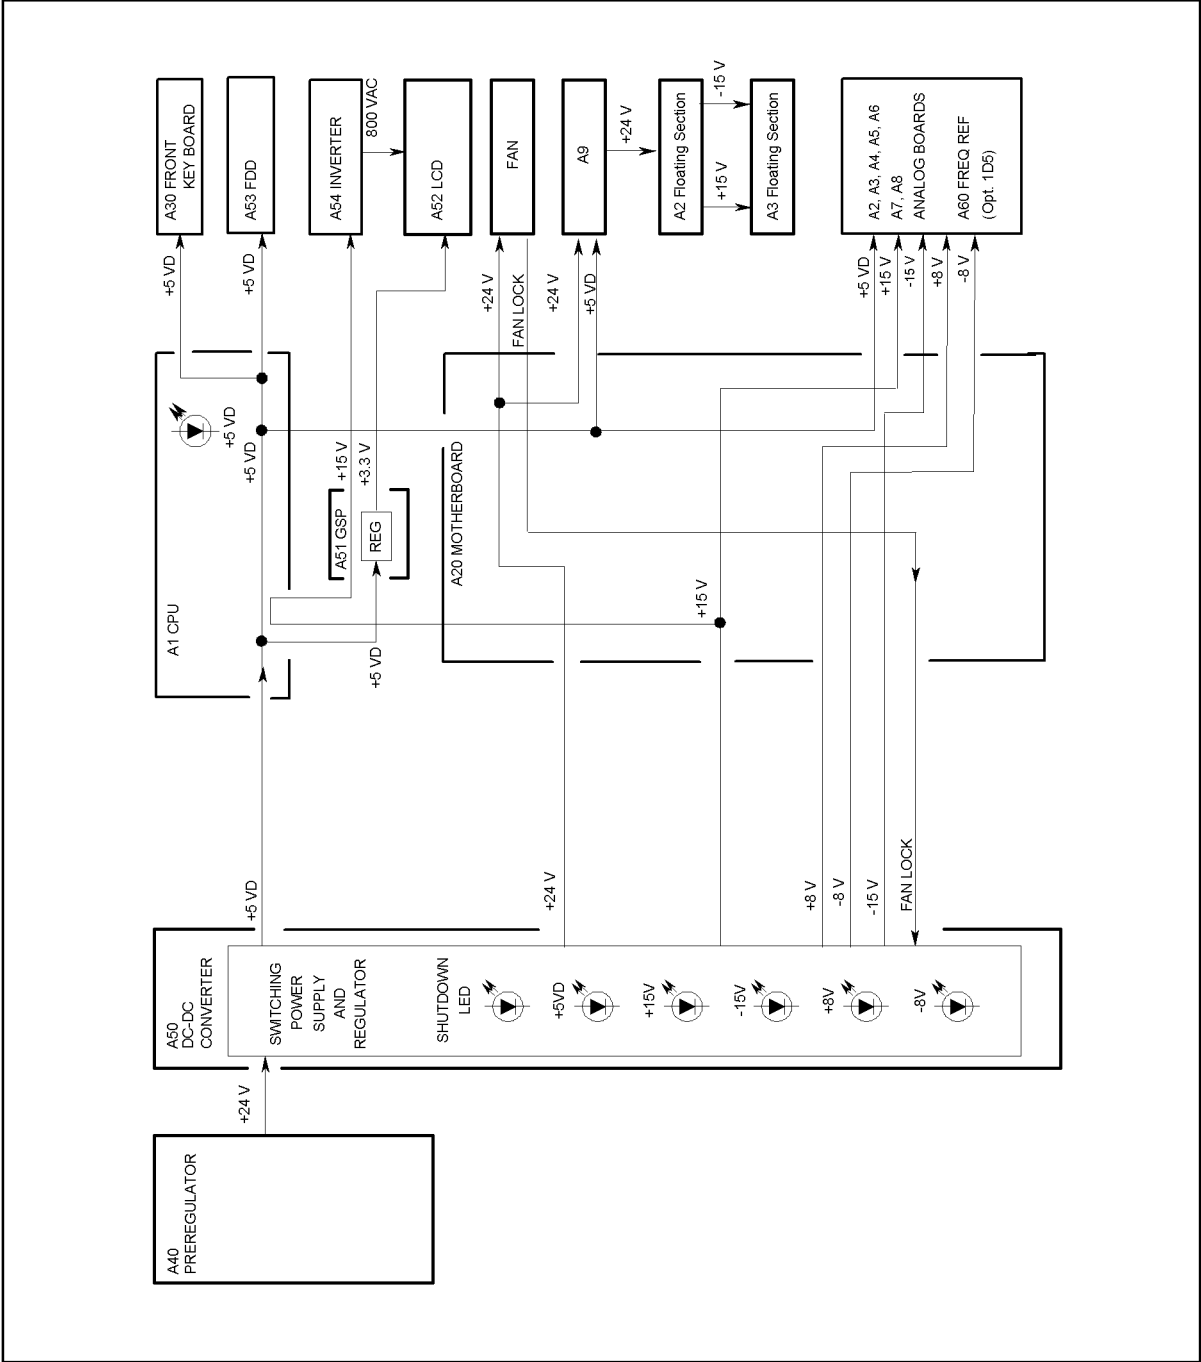 A30 FRONT
KEY BOARD
A53 FDD
A54 INVERTER
800 VAC
A52 LCD
FAN
A9
+24 V
A2 Floating Section
-15 V
+15 V
A3 Floating Section
A2, A3, A4, A5, A6
A7, A8
ANALOG BOARDS
A60 FREQ REF
(Opt. 1D5)
+5 VD
+5 VD
+24 V
FAN LOCK
+24 V
+5 VD
+5 VD
+15 V
-15 V
+8 V
-8 V
+5 VD
+5 VD
+15 V
+3.3 V
A51 GSP
REG
A1 CPU
+5 VD
A20 MOTHERBOARD
+15 V
+5 VD
+24 V
+8 V
-8 V
-15 V
FAN LOCK
A50
DC-DC
CONVERTER
SWITCHING
POWER
SUPPLY AND
REGULATOR
SHUTDOWN
LED
+5VD
+15V
-15V
+8V
-8V
+24 V
A40
PREREGULATOR